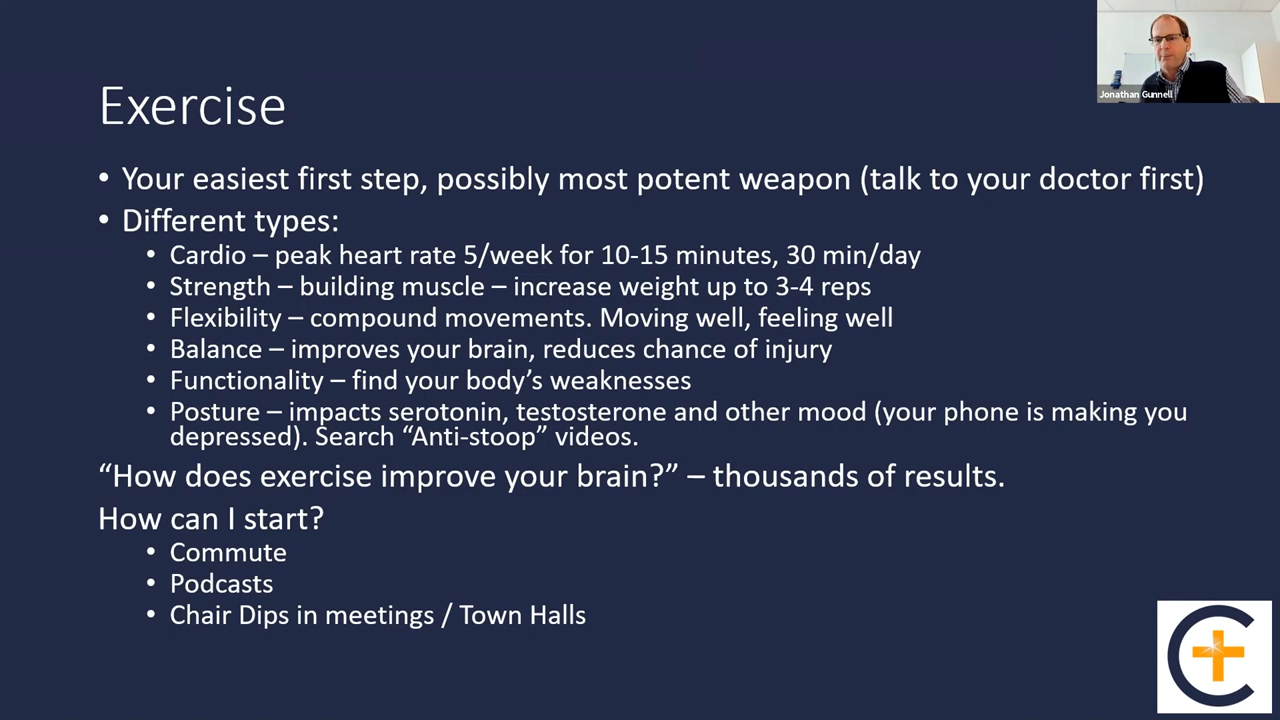 Jonathan Gunnell
Exercise
• Your easiest first step, possibly most potent weapon (talk to your doctor first)
• Different types:
• Cardio – peak heart rate 5/week for 10-15 minutes, 30 min/day
• Strength – building muscle – increase weight up to 3-4 reps
• Flexibility – compound movements. Moving well, feeling well
• Balance – improves your brain, reduces chance of injury
• Functionality – find your body’s weaknesses
• Posture – impacts serotonin, testosterone and other mood (your phone is making you
depressed). Search “Anti-stoop” videos.
“How does exercise improve your brain?” – thousands of results.
How can I start?
• Commute
• Podcasts
• Chair Dips in meetings / Town Halls